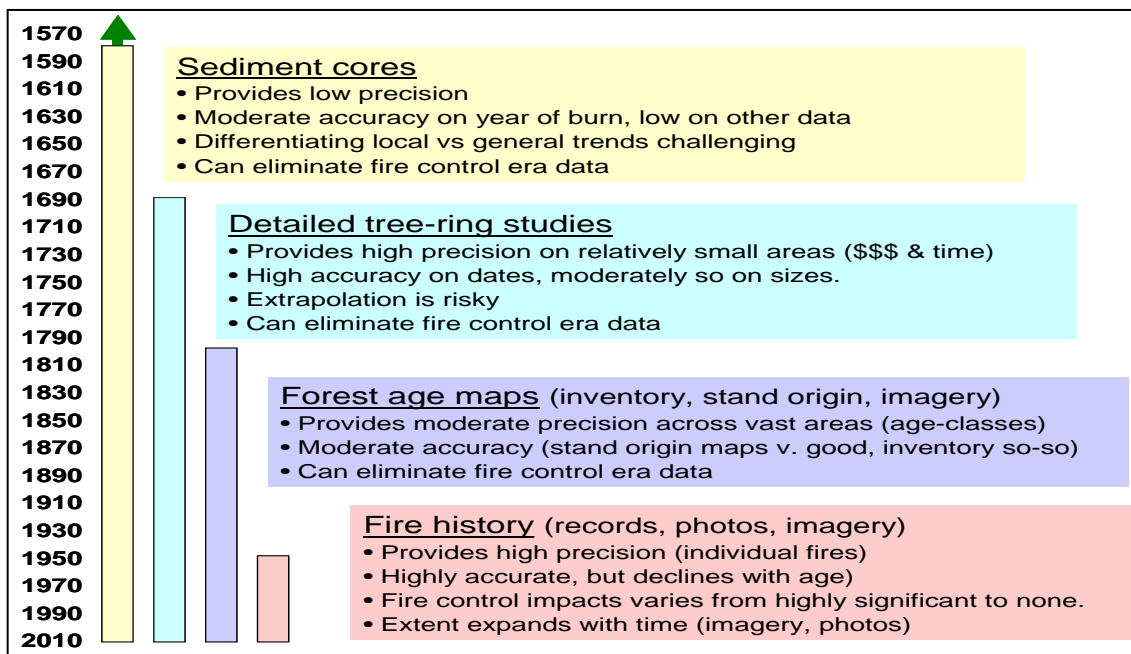 1570
1590
1610
1630
1650
1670
1690
1710
1730
1750
1770
1790
1810
1830
1850
1870
1890
1910
1930
1950
1970
1990
2010
Sediment cores
• Provides low precision
• Moderate accuracy on year of burn, low on other data
• Differentiating local vs general trends challenging
• Can eliminate fire control era data
Detailed tree-ring studies
• Provides high precision on relatively small areas ($$$ & time)
• High accuracy on dates, moderately so on sizes.
• Extrapolation is risky
• Can eliminate fire control era data
Forest age maps (inventory, stand origin, imagery)
• Provides moderate precision across vast areas (age-classes)
• Moderate accuracy (stand origin maps v. good, inventory so-so)
• Can eliminate fire control era data
Fire history (records, photos, imagery)
• Provides high precision (individual fires)
• Highly accurate, but declines with age)
• Fire control impacts varies from highly significant to none.
• Extent expands with time (imagery, photos)